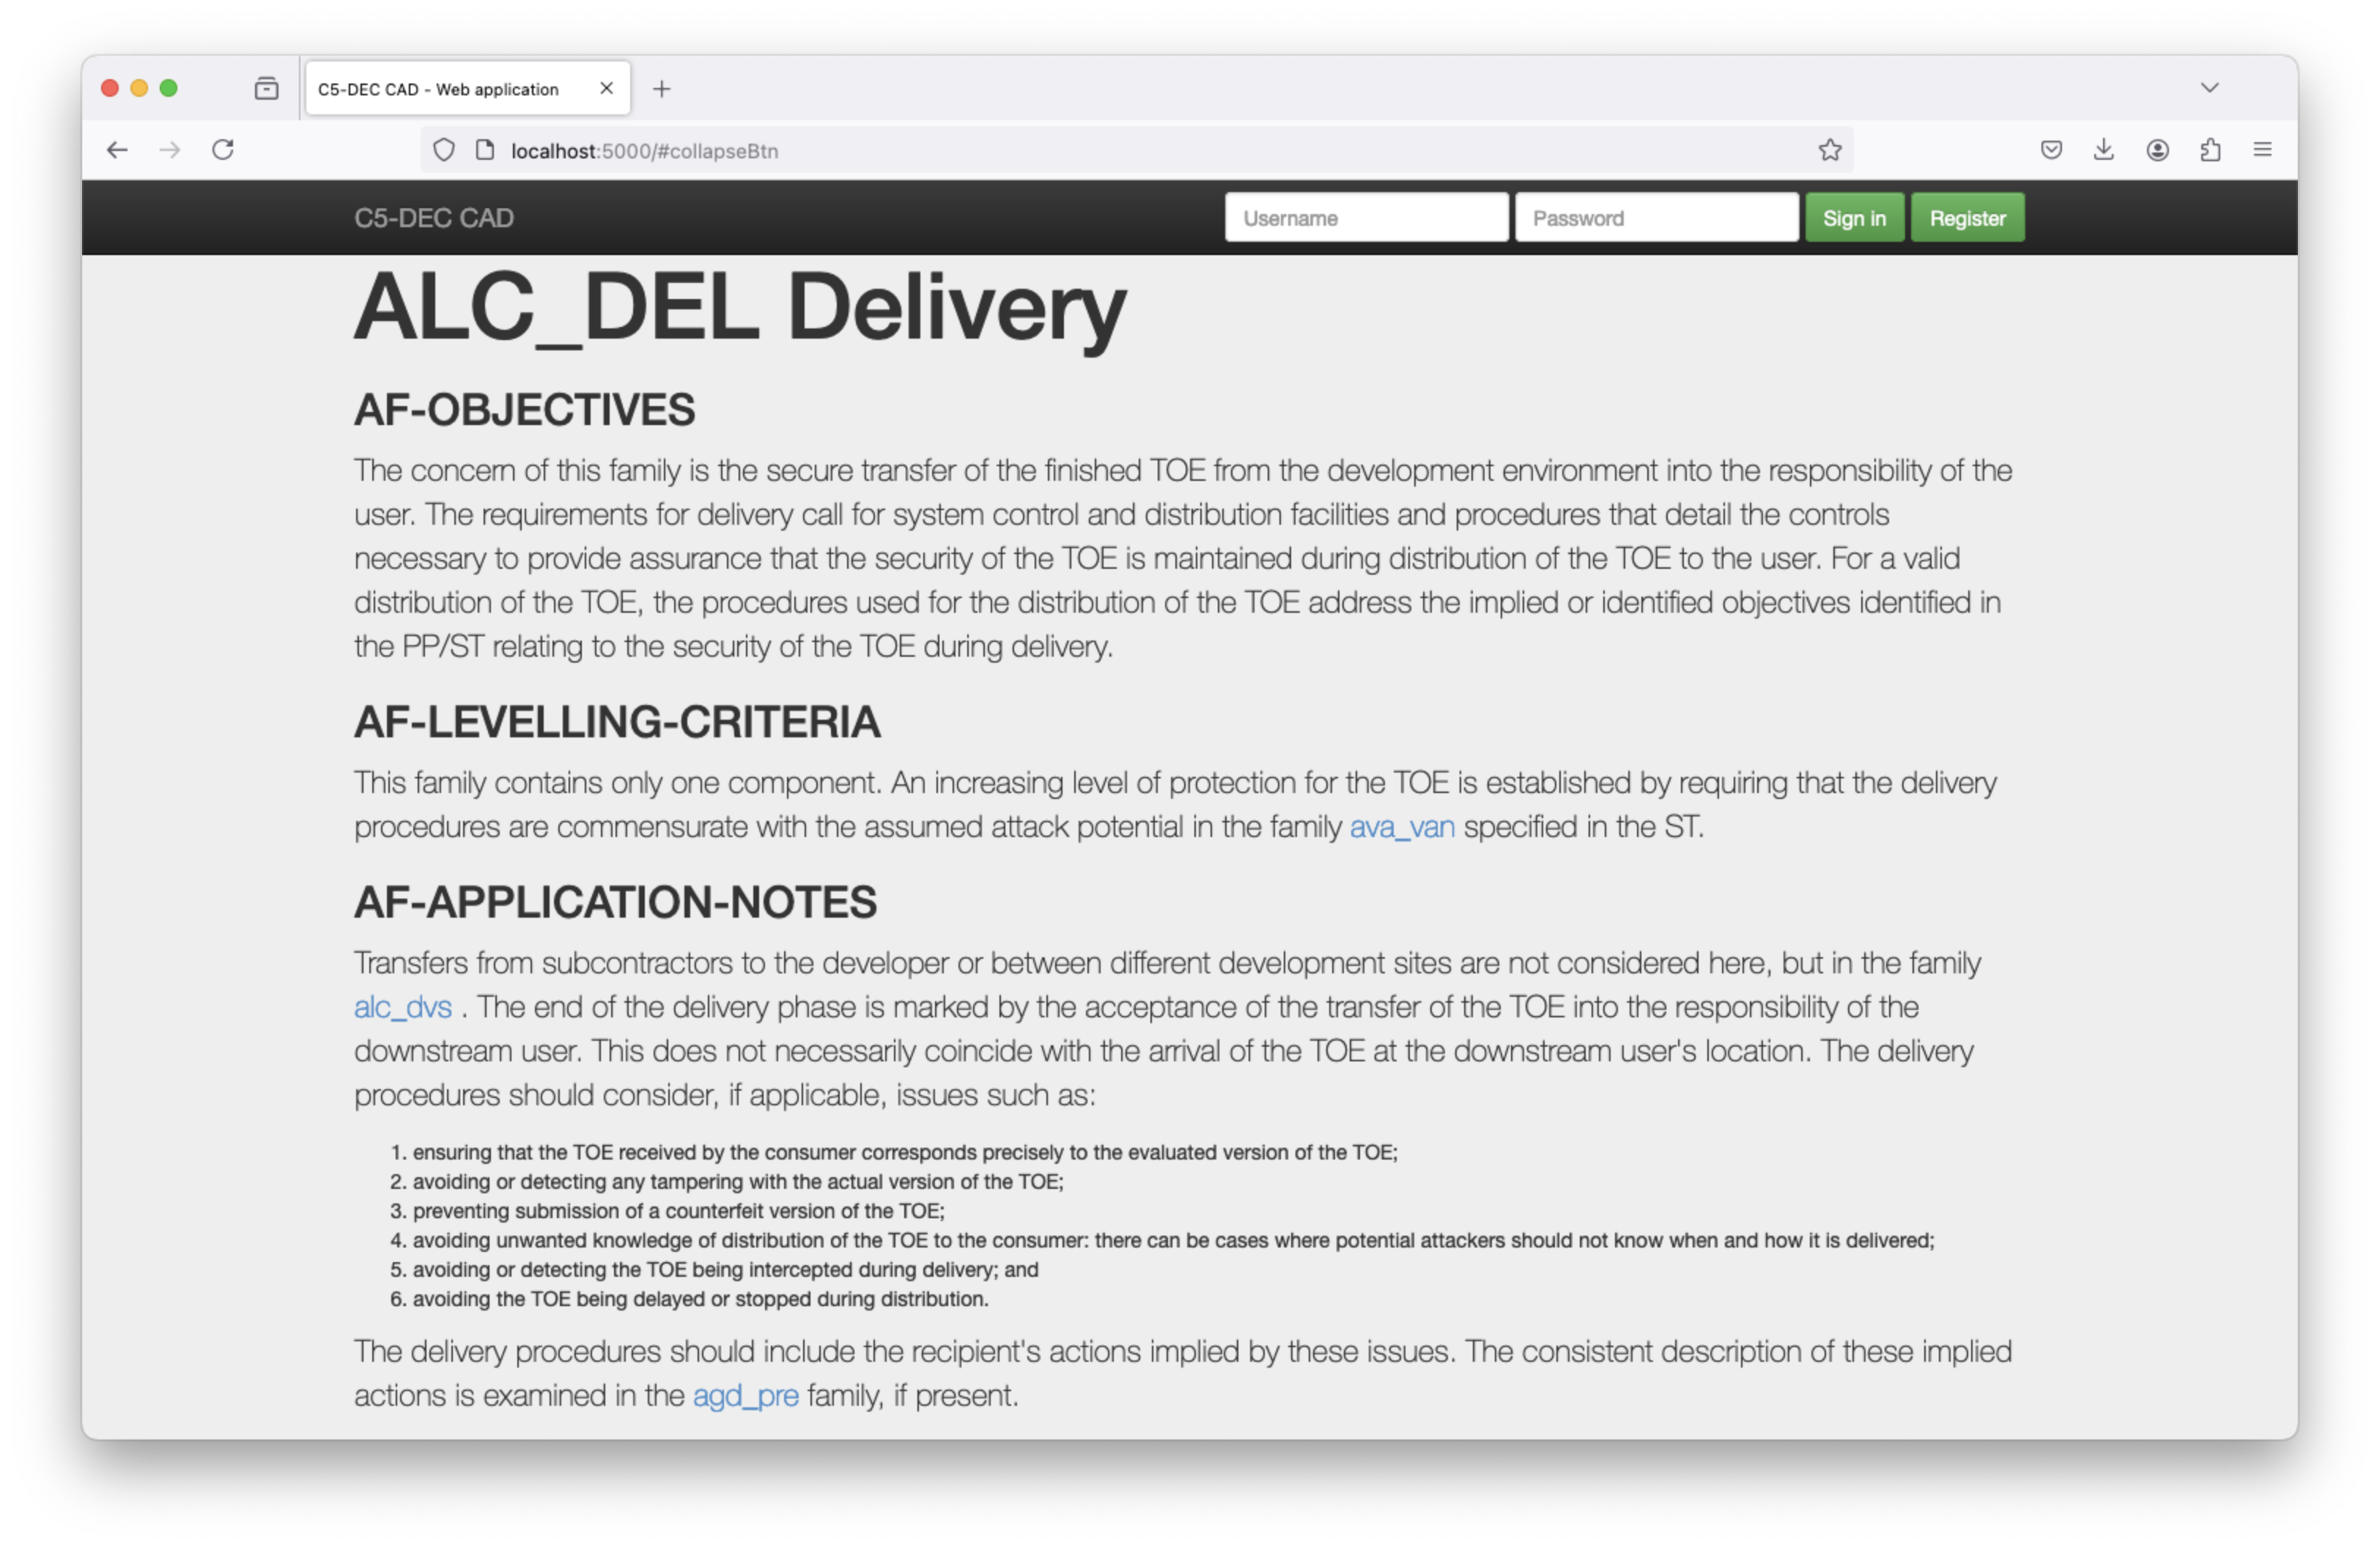 C5-DEC CAD - Web application
localhost:5000/#collapseBtn
C5-DEC CAD Username Password Sign in Register
ALC_DEL Delivery
AF-OBJECTIVES
The concern of this family is the secure transfer of the finished TOE from the development environment into the responsibility of the
user. The requirements for delivery call for system control and distribution facilities and procedures that detail the controls
necessary to provide assurance that the security of the TOE is maintained during distribution of the TOE to the user. For a valid
distribution of the TOE, the procedures used for the distribution of the TOE address the implied or identified objectives identified in
the PP/ST relating to the security of the TOE during delivery.
AF-LEVELLING-CRITERIA
This family contains only one component. An increasing level of protection for the TOE is established by requiring that the delivery
procedures are commensurate with the assumed attack potential in the family ava_van specified in the ST.
AF-APPLICATION-NOTES
Transfers from subcontractors to the developer or between different development sites are not considered here, but in the family
alc_dvs . The end of the delivery phase is marked by the acceptance of the transfer of the TOE into the responsibility of the
downstream user. This does not necessarily coincide with the arrival of the TOE at the downstream user's location. The delivery
procedures should consider, if applicable, issues such as:
1. ensuring that the TOE received by the consumer corresponds precisely to the evaluated version of the TOE;
2. avoiding or detecting any tampering with the actual version of the TOE;
3. preventing submission of a counterfeit version of the TOE;
4. avoiding unwanted knowledge of distribution of the TOE to the consumer: there can be cases where potential attackers should not know when and how it is delivered;
5. avoiding or detecting the TOE being intercepted during delivery; and
6. avoiding the TOE being delayed or stopped during distribution.
The delivery procedures should include the recipient's actions implied by these issues. The consistent description of these implied
actions is examined in the agd_pre family, if present.